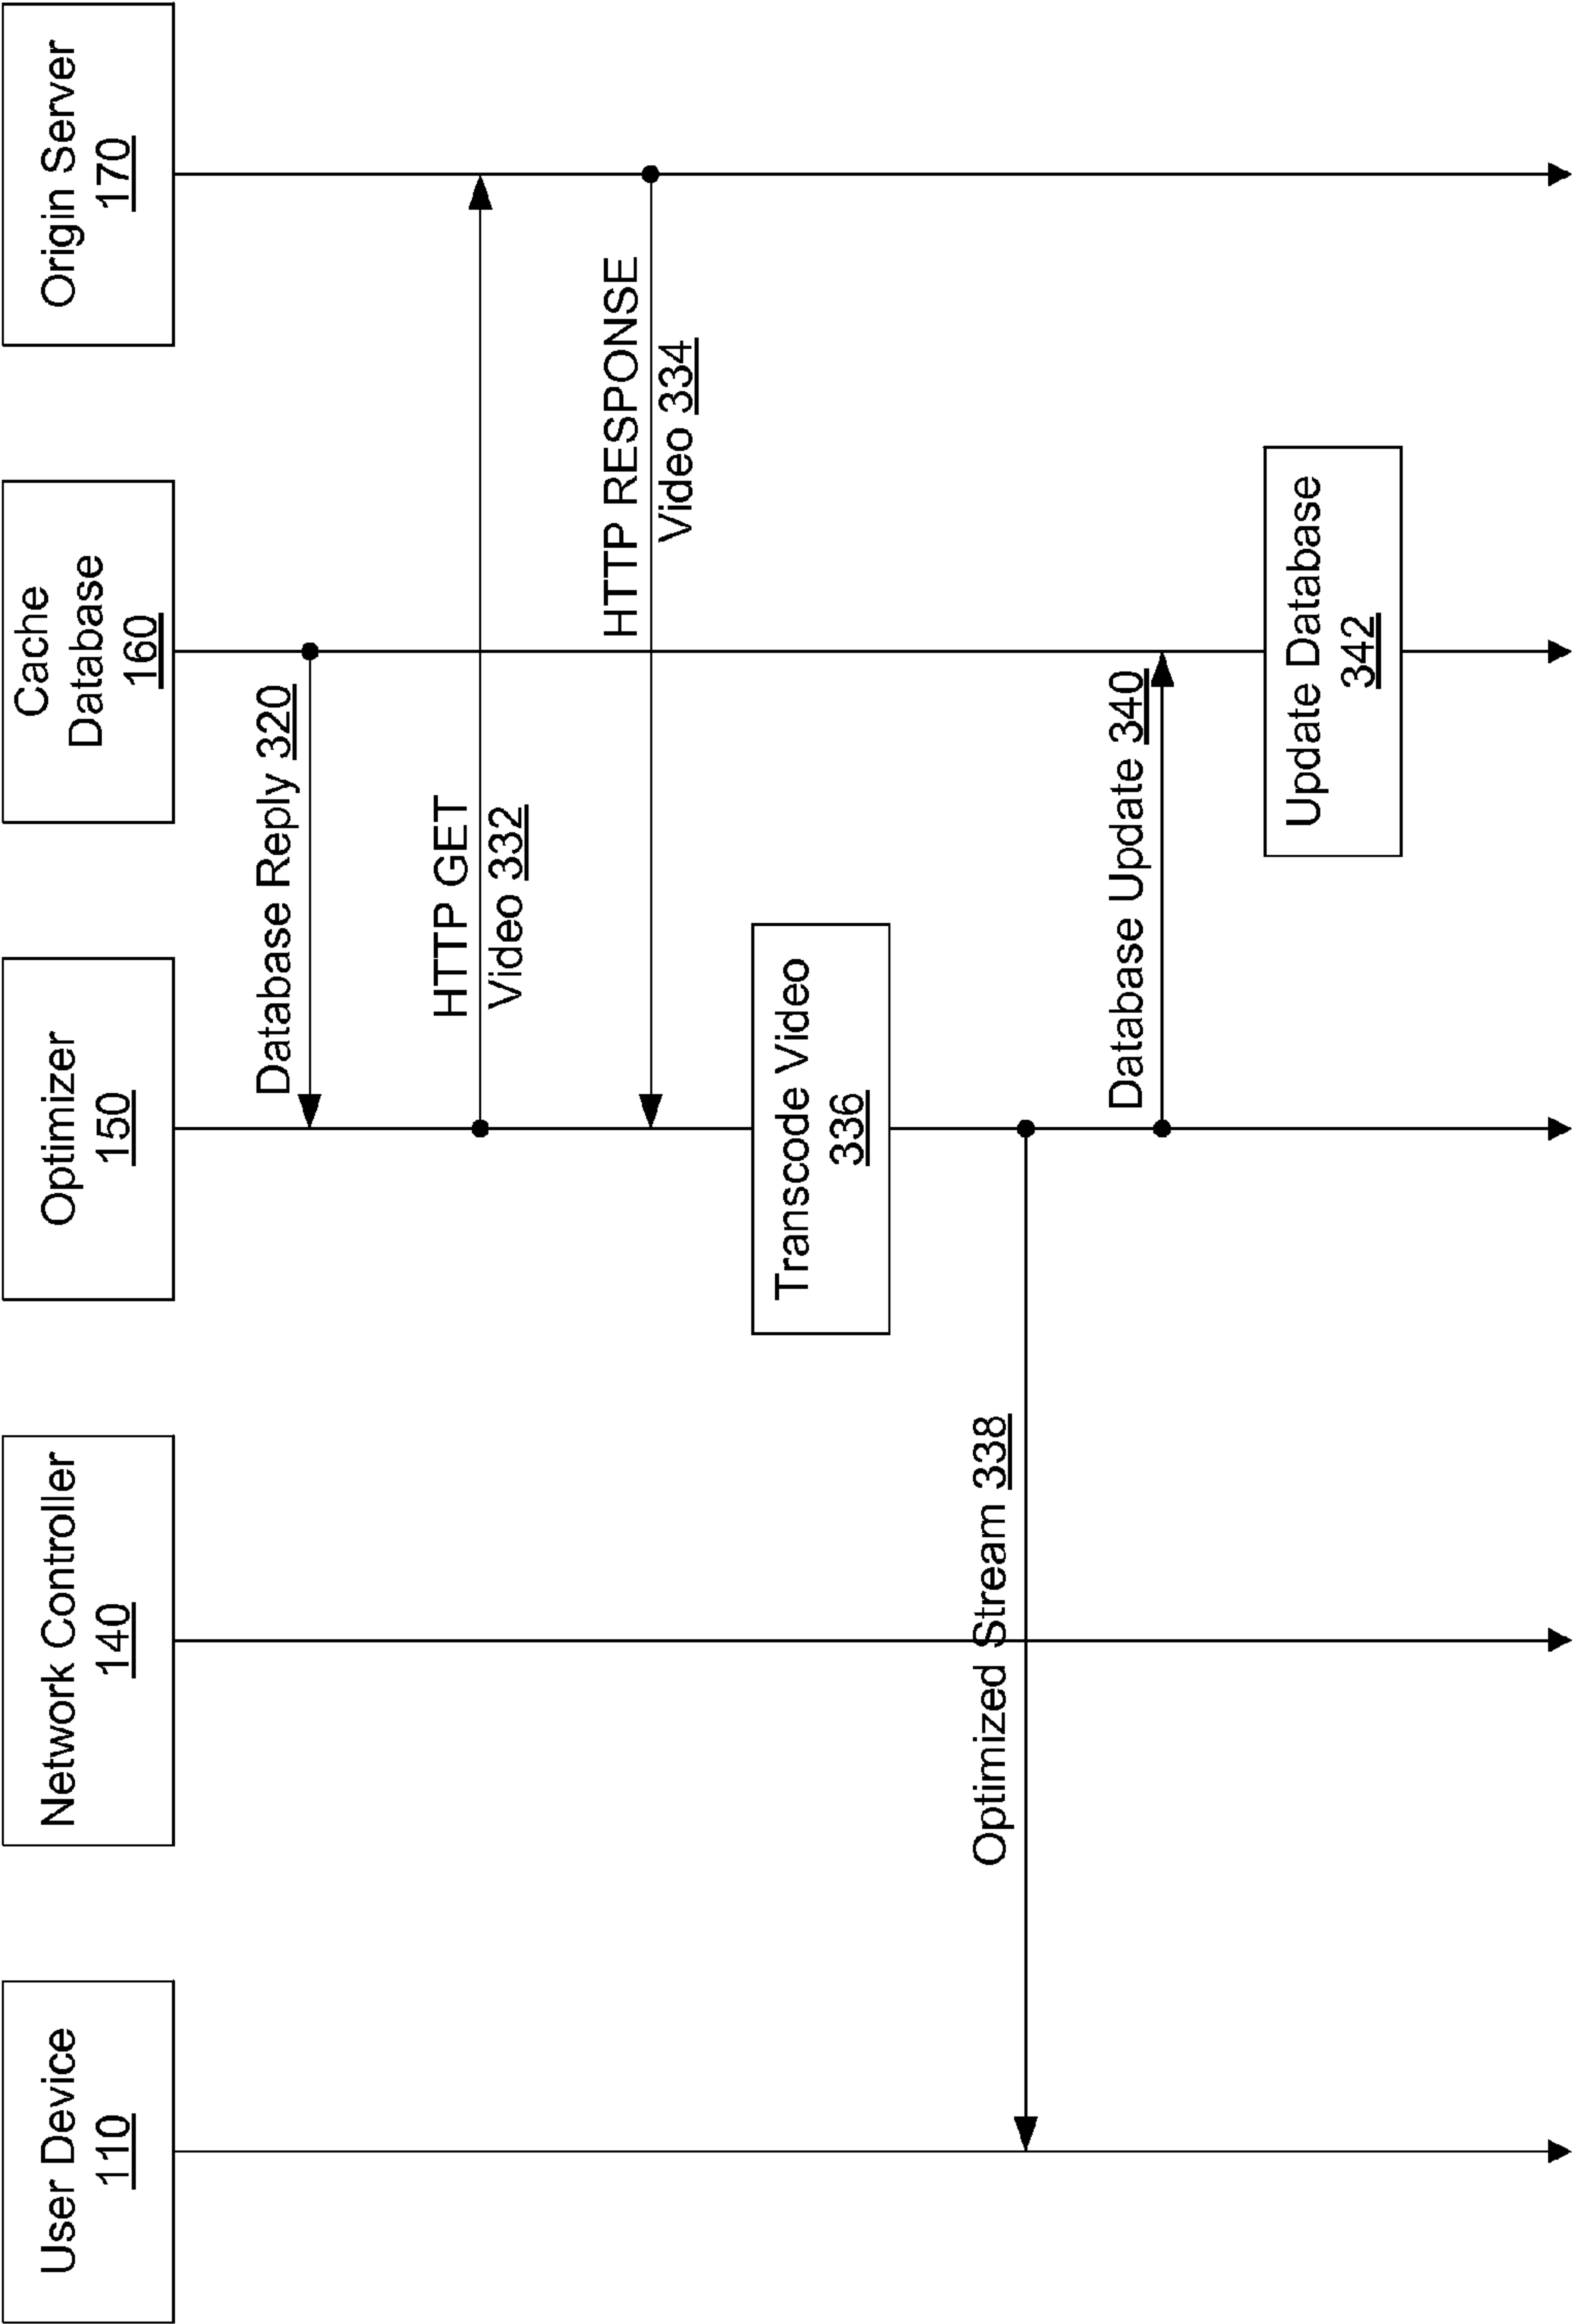 User Device
110
Network Controller
140
Optimizer
150
Cache
Database
160
Origin Server
170
Database Reply 320
HTTP GET
Video 332
HTTP RESPONSE
Video 334
Transcode Video
336
Optimized Stream 338
Database Update 340
Update Database
342